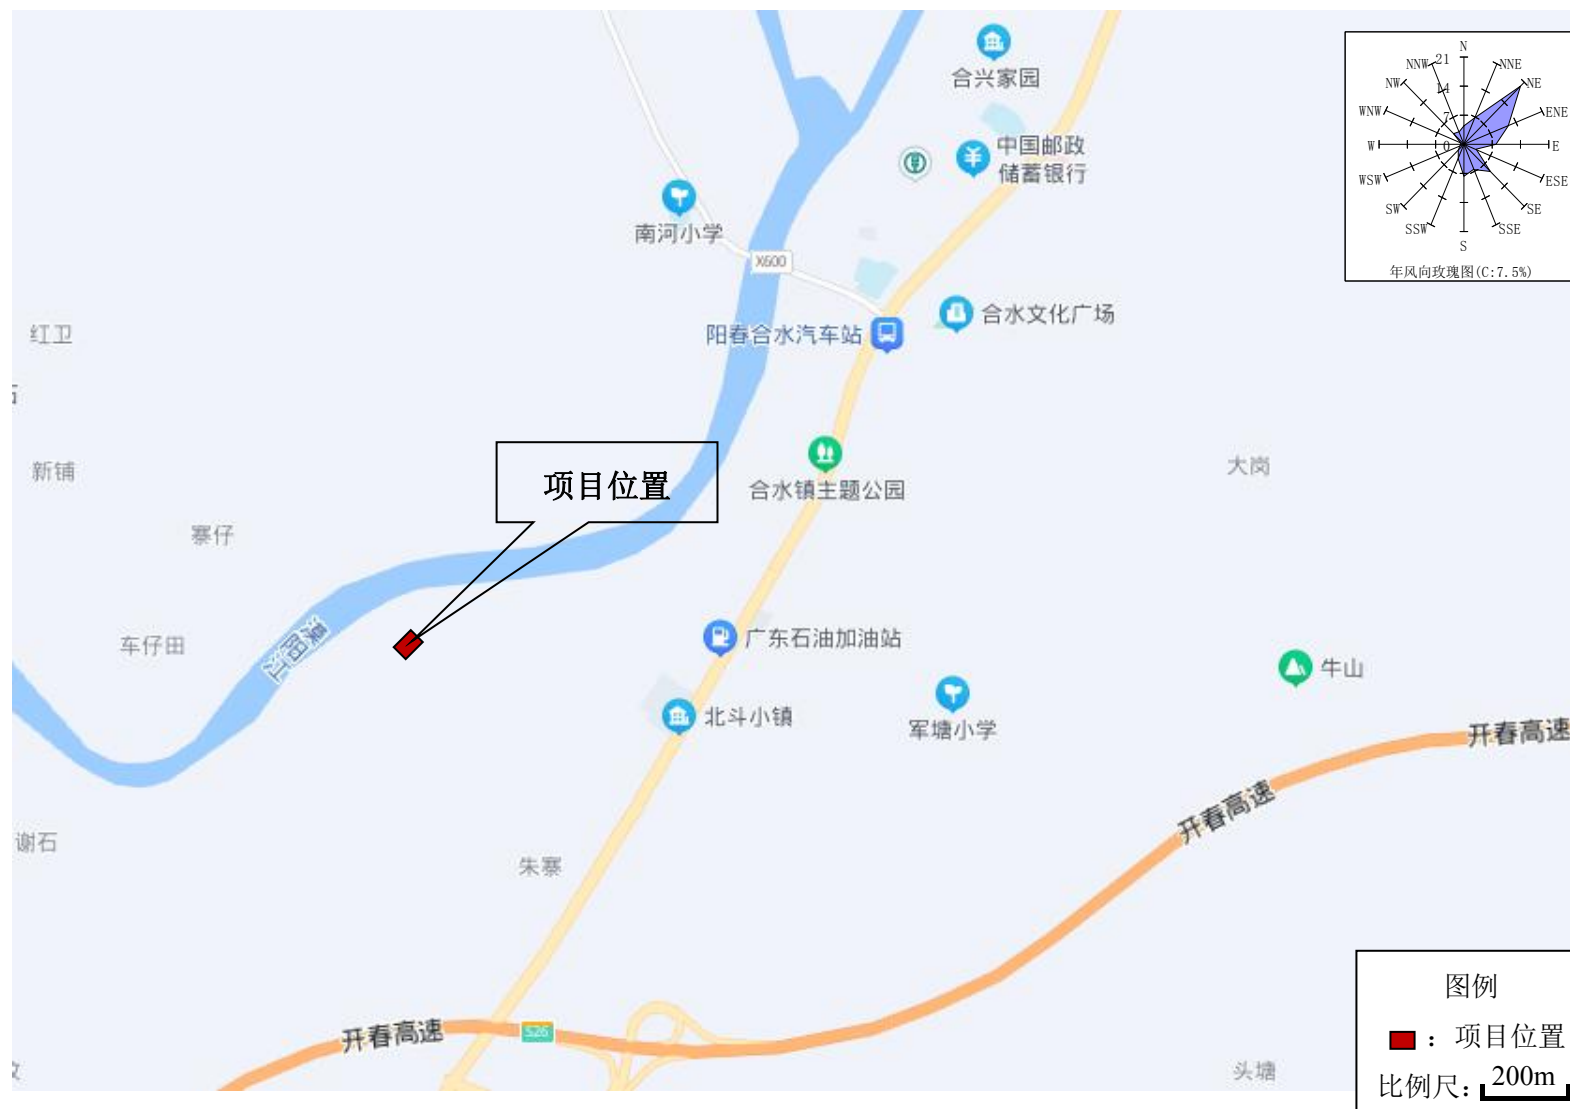 合兴家园
中国邮政
储蓄银行
南河小学
X600
合水文化广场
阳春合水汽车站
红卫
新铺
项目位置
合水镇主题公园
大岗
寨仔
车仔田
漠阳江
广东石油加油站
牛山
北斗小镇
军塘小学
开春高速
开春高速
谢石
朱寨
开春高速
S26
头塘
N
NNE
NE
ENE
E
ESE
SE
SSE
S
SSW
SW
WSW
W
WNW
NW
NNW
21
14
7
0
年风向玫瑰图(C:7.5%)
图例
：项目位置
比例尺：200m